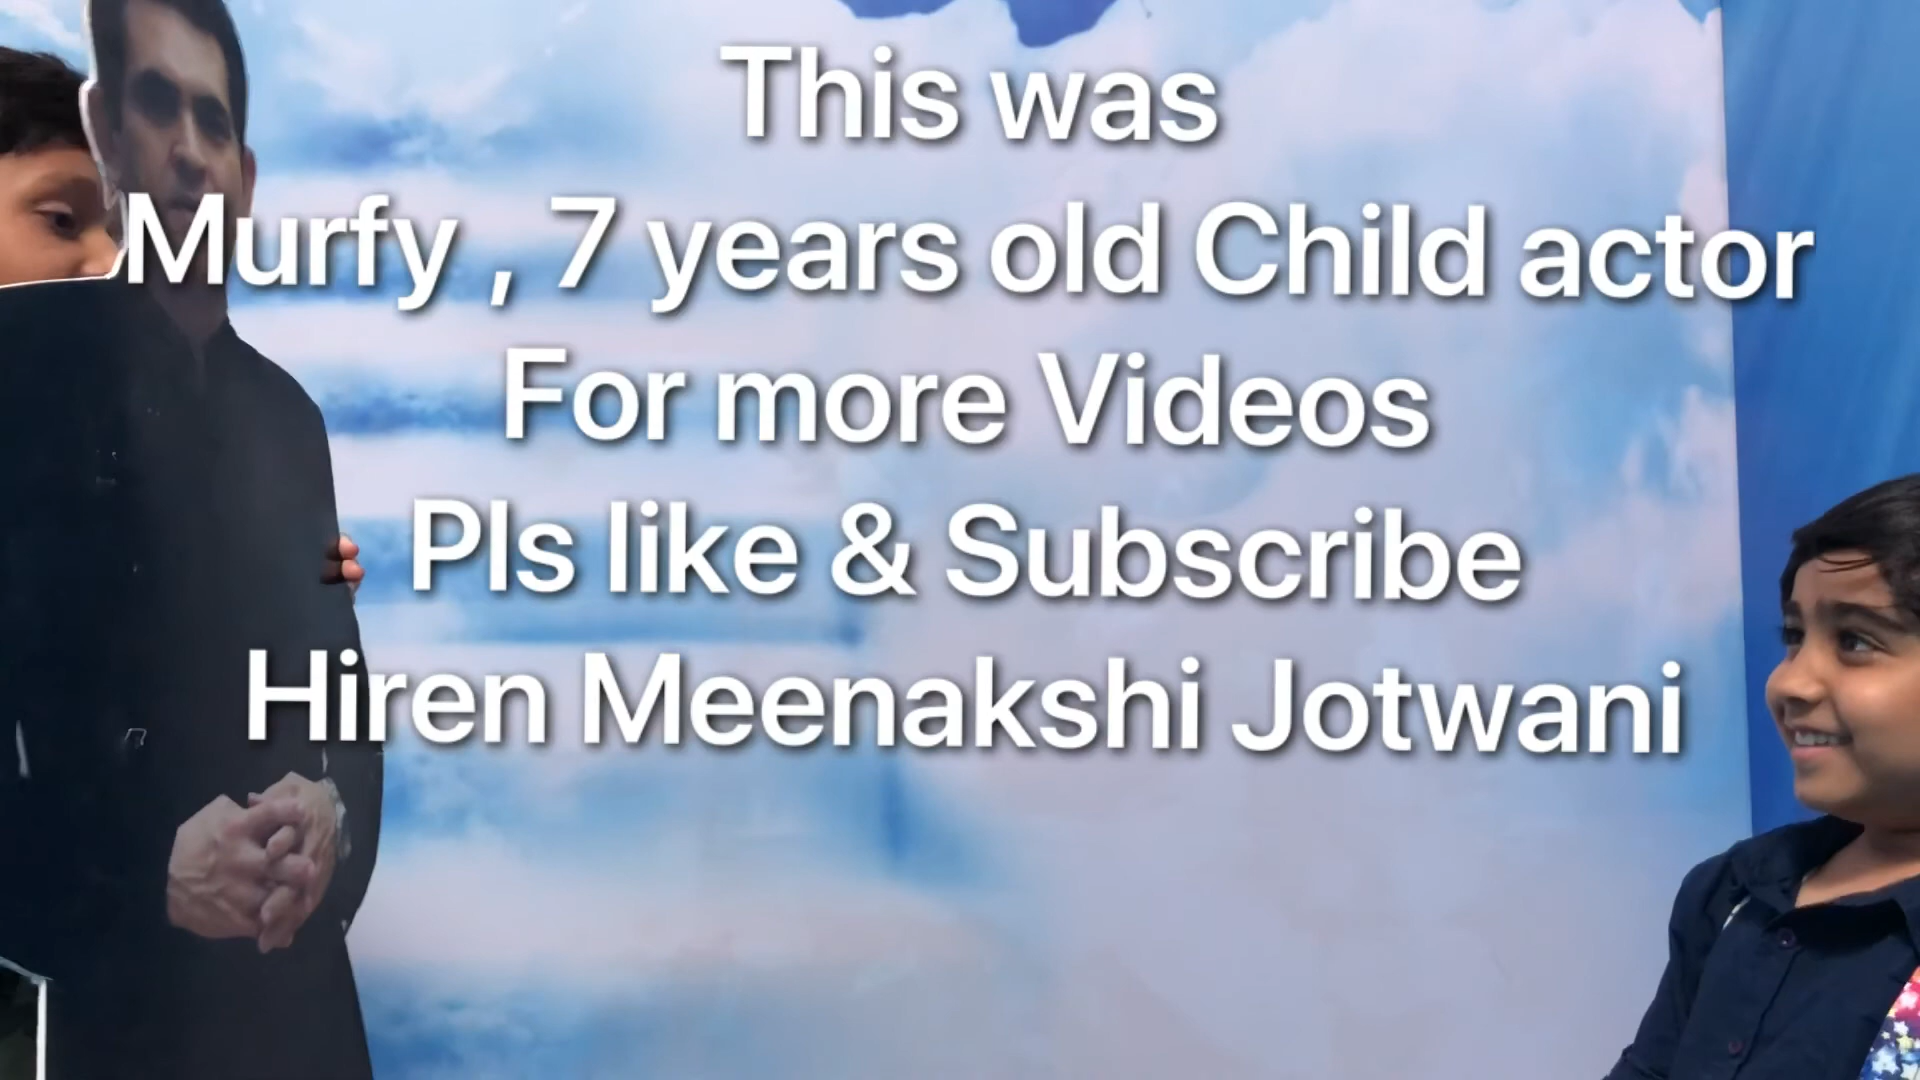 This was
Murfy , 7 years old Child actor
For more Videos
Pls like & Subscribe
Hiren Meenakshi Jotwani